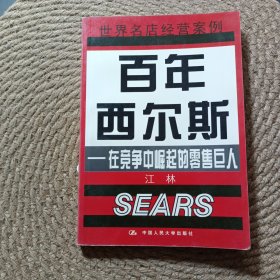 世界名店经营案例
百年
西尔斯
——在竞争中崛起的零售巨人
江林
SEARS
中国人民大学出版社